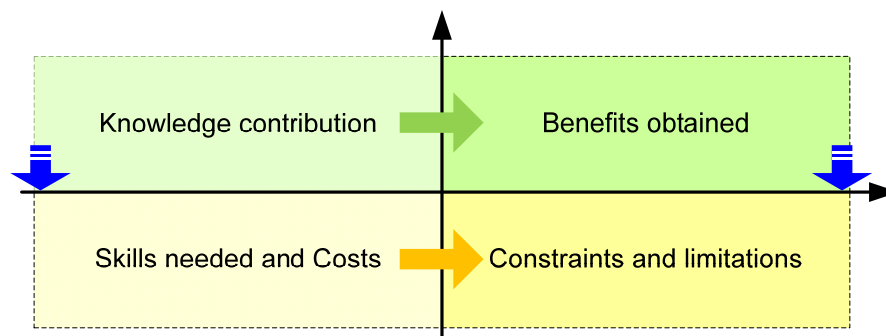 Knowledge contribution
Benefits obtained
Skills needed and Costs
Constraints and limitations